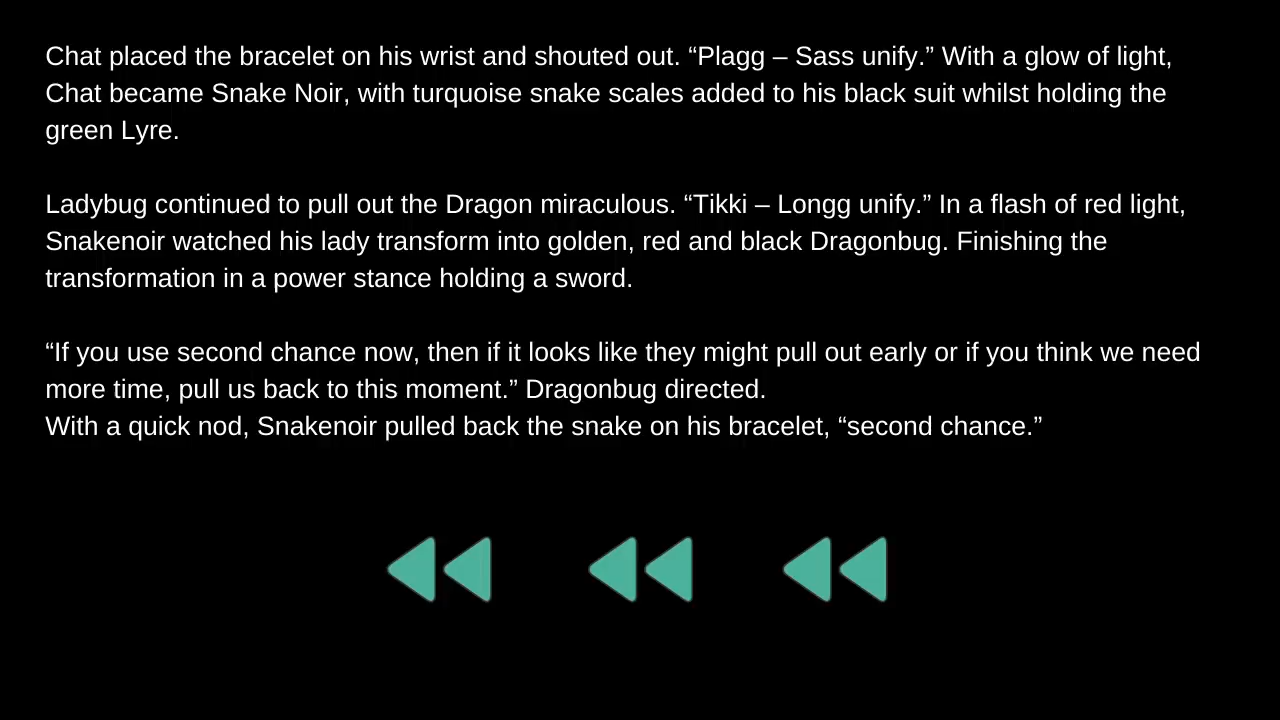 Chat placed the bracelet on his wrist and shouted out. “Plagg – Sass unify.” With a glow of light,
Chat became Snake Noir, with turquoise snake scales added to his black suit whilst holding the
green Lyre.
Ladybug continued to pull out the Dragon miraculous. “Tikki – Longg unify.” In a flash of red light,
Snakenoir watched his lady transform into golden, red and black Dragonbug. Finishing the
transformation in a power stance holding a sword.
“If you use second chance now, then if it looks like they might pull out early or if you think we need
more time, pull us back to this moment.” Dragonbug directed.
With a quick nod, Snakenoir pulled back the snake on his bracelet, “second chance.”